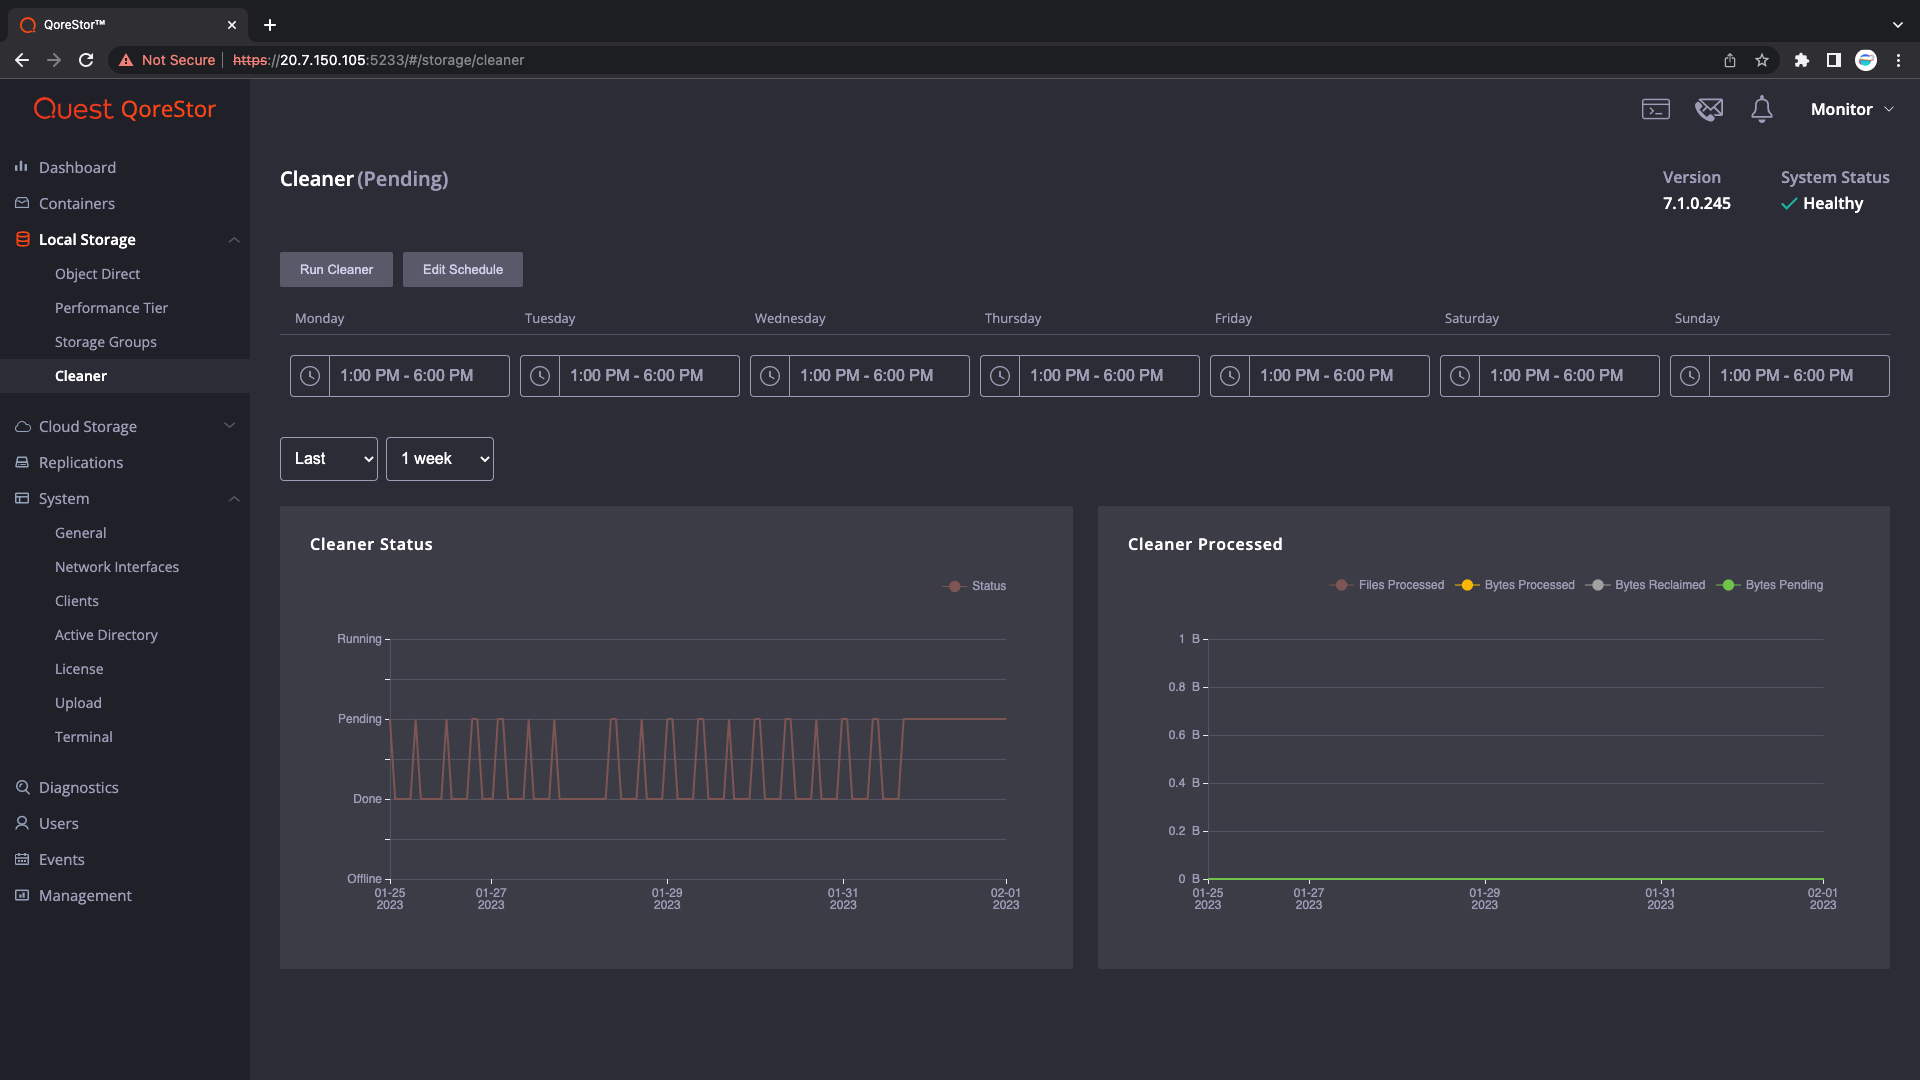 QoreStor™
Not Secure https://20.7.150.105:5233/#/storage/cleaner
Quest QoreStor
Monitor
Dashboard
Containers
Local Storage
Object Direct
Performance Tier
Storage Groups
Cleaner
Cloud Storage
Replications
System
General
Network Interfaces
Clients
Active Directory
License
Upload
Terminal
Diagnostics
Users
Events
Management
Cleaner (Pending)
Version
7.1.0.245
System Status
Healthy
Run Cleaner Edit Schedule
Monday Tuesday Wednesday Thursday Friday Saturday Sunday
1:00 PM - 6:00 PM 1:00 PM - 6:00 PM 1:00 PM - 6:00 PM 1:00 PM - 6:00 PM 1:00 PM - 6:00 PM 1:00 PM - 6:00 PM 1:00 PM - 6:00 PM
Last 1 week
Cleaner Status
Status
Running
Pending
Done
Offline
01-25 01-27 01-29 01-31 02-01
2023 2023 2023 2023 2023
Cleaner Processed
Files Processed Bytes Processed Bytes Reclaimed Bytes Pending
1 B
0.8 B
0.6 B
0.4 B
0.2 B
0 B
01-25 01-27 01-29 01-31 02-01
2023 2023 2023 2023 2023